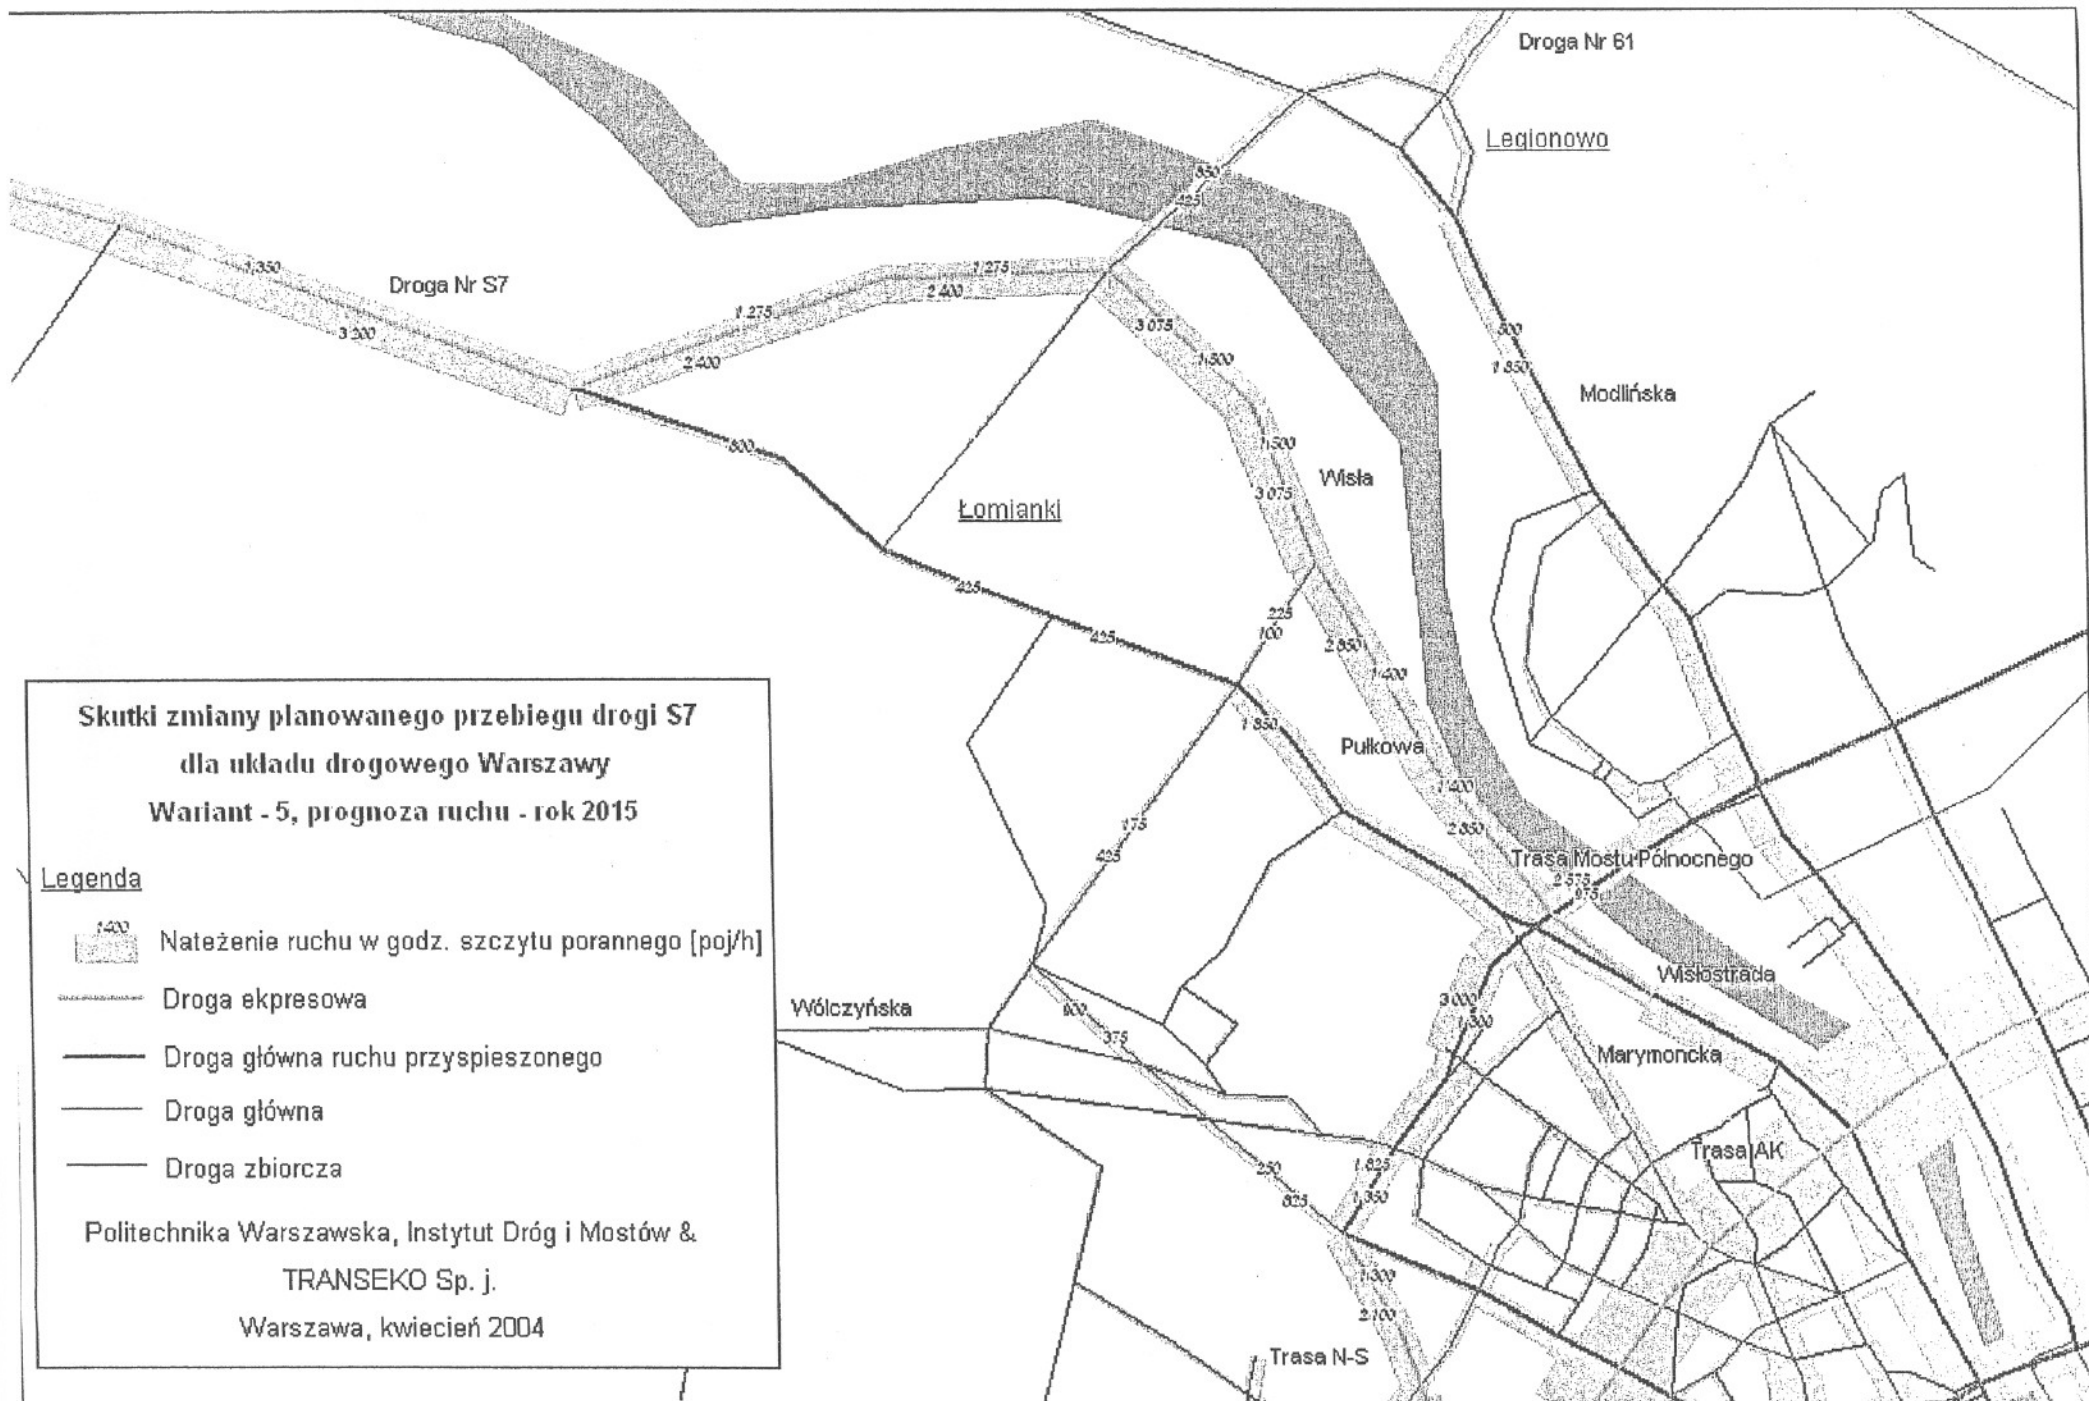 Droga Nr 61
Legionowo
850
425
1 350
Droga Nr S7
1 275
2 400
3 200
1 275
2 400
3 075
1 500
500
1 850
Modlińska
800
1 500
Wisła
3 075
Łomianki
425
225
100
425
2 850
1 400
1 850
Pułkowa
1 400
2 850
175
425
Trasa Mostu Północnego
2 575
975
Wisłostrada
3 000
1 300
Wólczyńska
900
375
Marymoncka
Trasa AK
1 825
1 350
250
825
1 300
2 100
Trasa N-S
Skutki zmiany planowanego przebiegu drogi S7
dla układu drogowego Warszawy
Wariant - 5, prognoza ruchu - rok 2015
Legenda
1400
Natężenie ruchu w godz. szczytu porannego [poj/h]
Droga ekpresowa
Droga główna ruchu przyspieszonego
Droga główna
Droga zbiorcza
Politechnika Warszawska, Instytut Dróg i Mostów &
TRANSEKO Sp. j.
Warszawa, kwiecień 2004